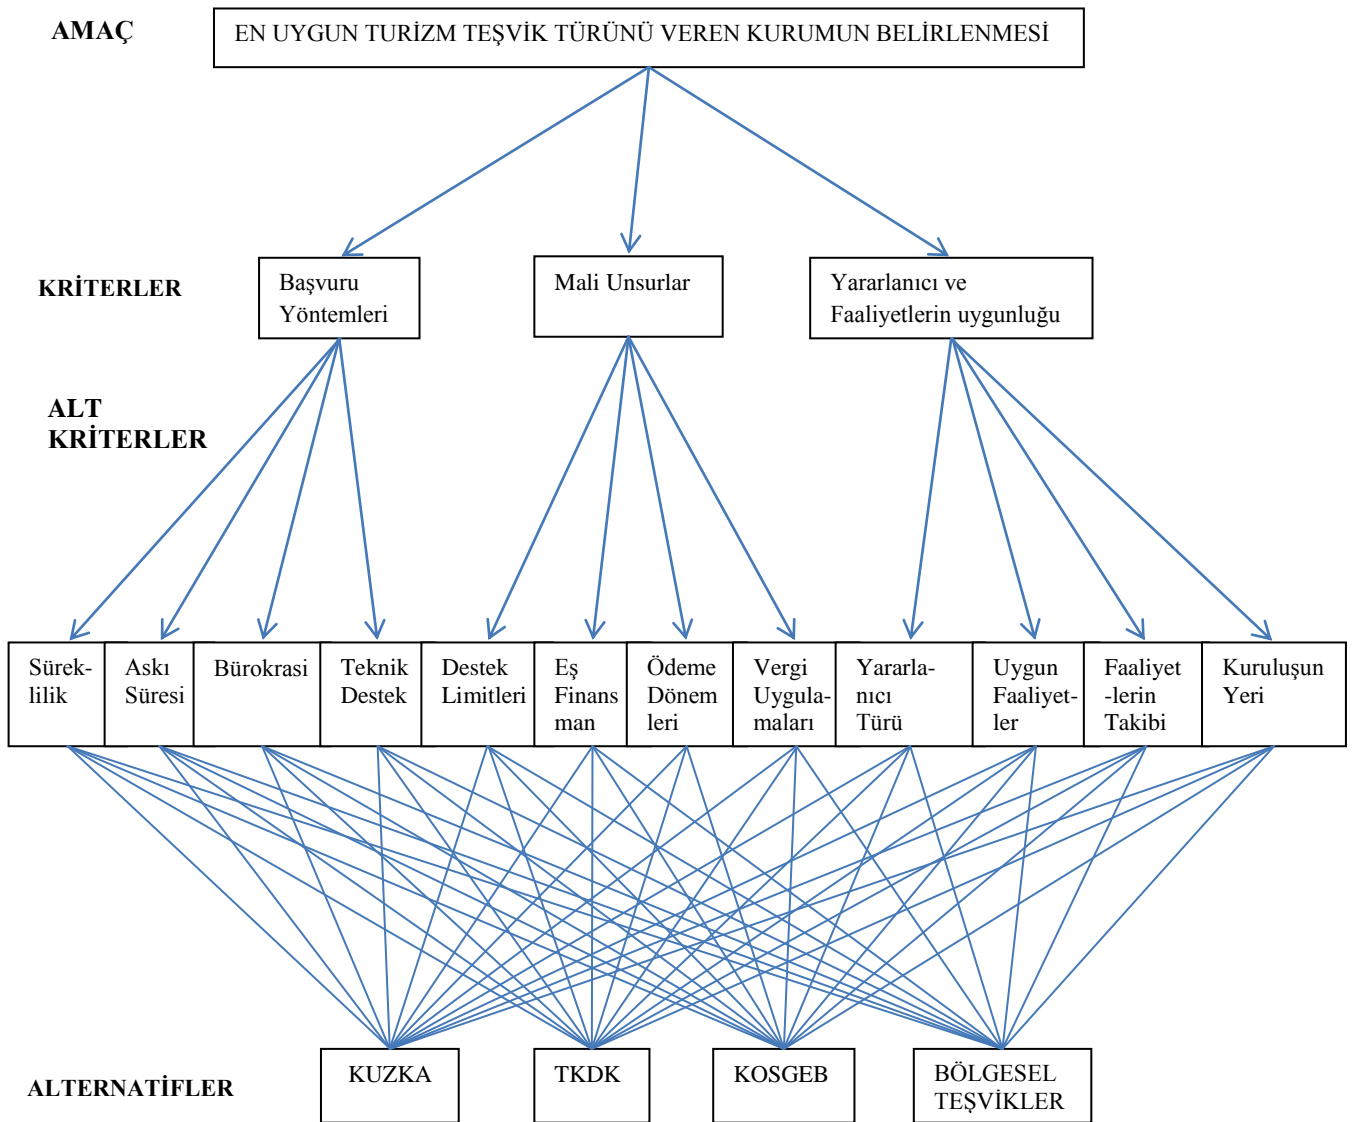 AMAÇ
EN UYGUN TURİZM TEŞVİK TÜRÜNÜ VEREN KURUMUN BELİRLENMESİ
KRİTERLER
Başvuru
Yöntemleri
Mali Unsurlar
Yararlanıcı ve
Faaliyetlerin uygunluğu
ALT
KRİTERLER
Sürek-
lilik
Askı
Süresi
Bürokrasi
Teknik
Destek
Destek
Limitleri
Eş
Finans
man
Ödeme
Dönem
leri
Vergi
Uygula-
maları
Yararla-
nıcı
Türü
Uygun
Faaliyet-
ler
Faaliyet
-lerin
Takibi
Kuruluşun
Yeri
ALTERNATİFLER
KUZKA
TKDK
KOSGEB
BÖLGESEL
TEŞVİKLER